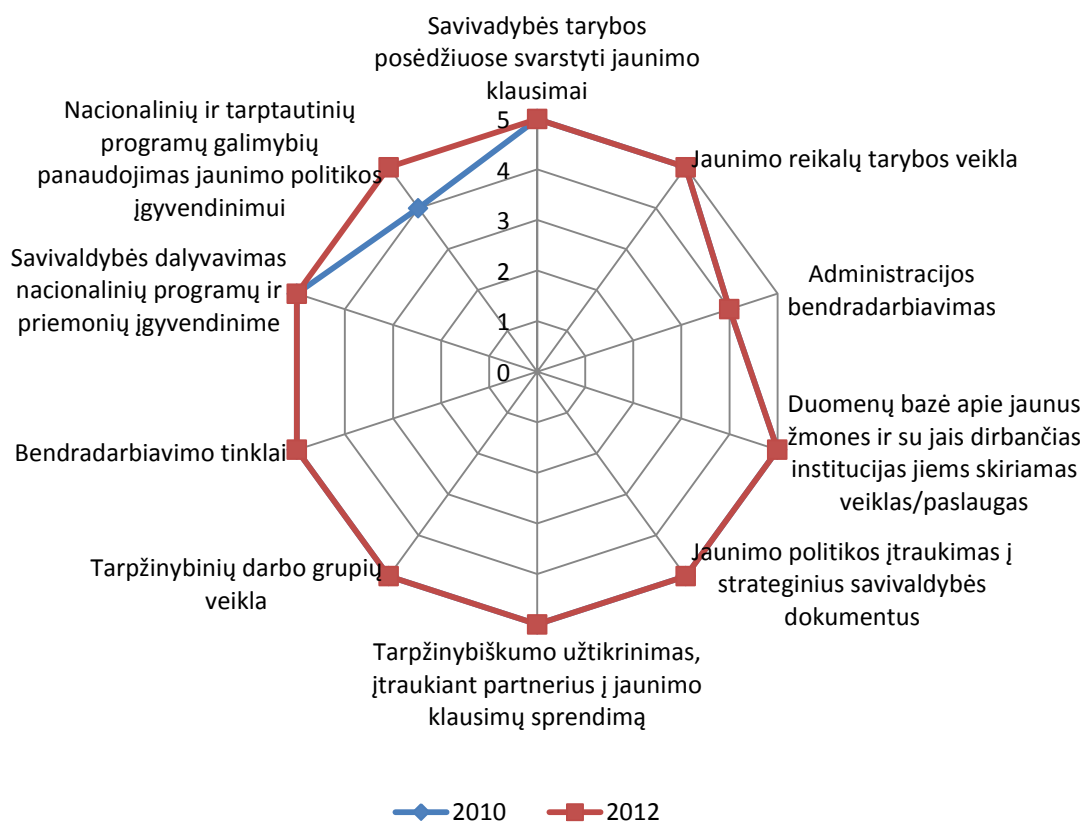 Savivadybės tarybos
posėdžiuose svarstyti jaunimo
klausimai
Jaunimo reikalų tarybos veikla
Administracijos
bendradarbiavimas
Duomenų bazė apie jaunus
žmones ir su jais dirbančias
institucijas jiems skiriamas
veiklas/paslaugas
Jaunimo politikos įtraukimas į
strateginius savivaldybės
dokumentus
Tarpžinybiškumo užtikrinimas,
įtraukiant partnerius į jaunimo
klausimų sprendimą
Tarpžinybinių darbo grupių
veikla
Bendradarbiavimo tinklai
Savivaldybės dalyvavimas
nacionalinių programų ir
priemonių įgyvendinime
Nacionalinių ir tarptautinių
programų galimybių
panaudojimas jaunimo politikos
įgyvendinimui
5
4
3
2
1
0
2010
2012